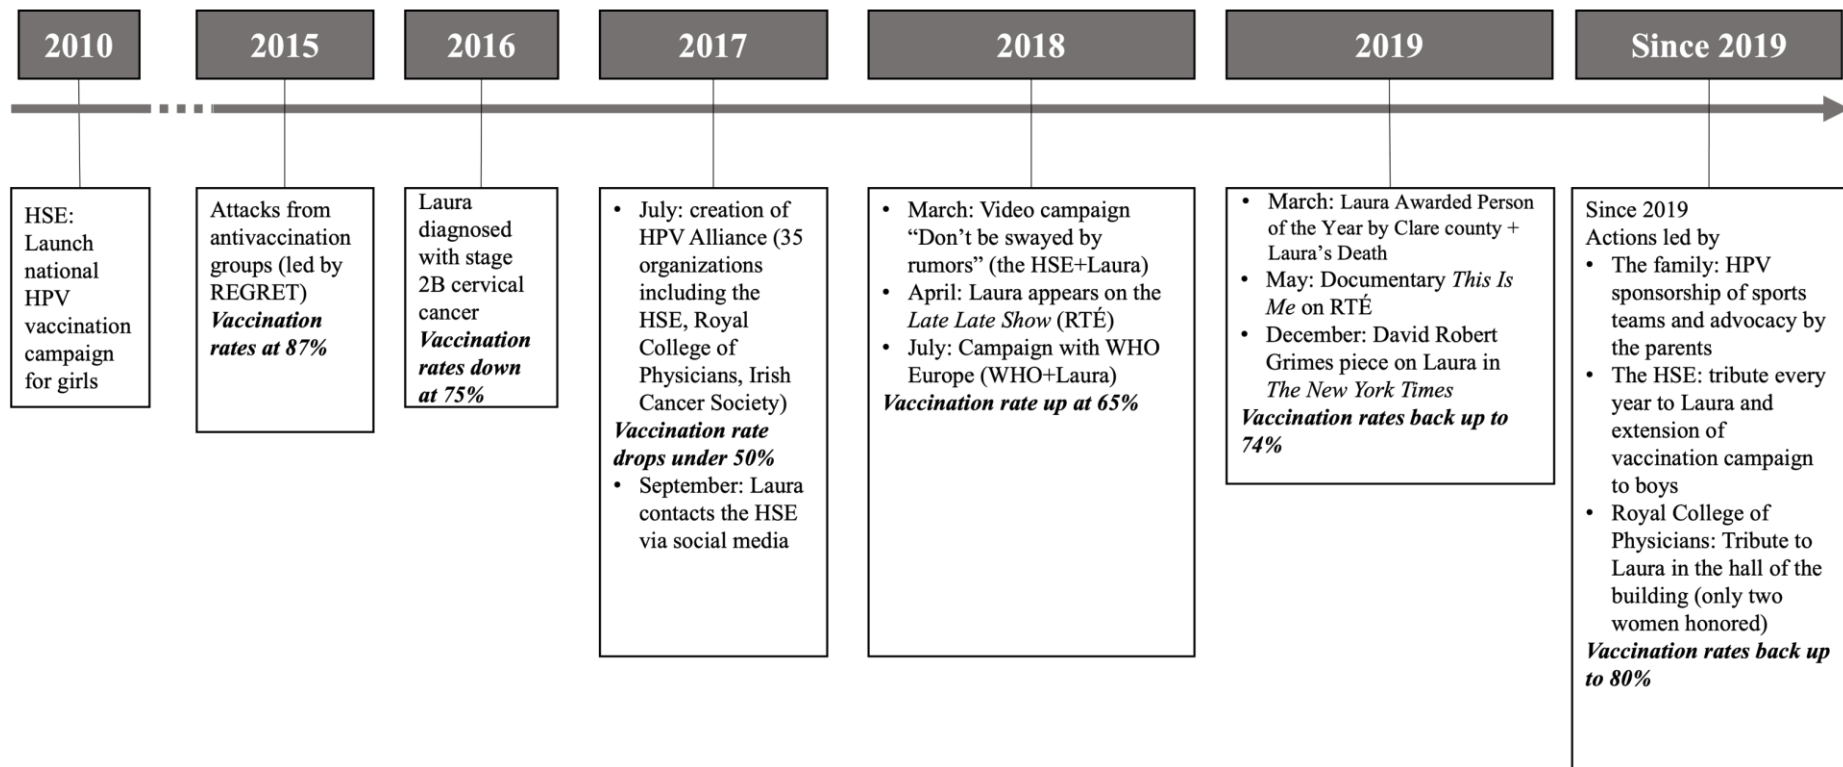 2010
2015
2016
2017
2018
2019
Since 2019
HSE:
Launch
national
HPV
vaccination
campaign
for girls
Attacks from
antivaccination
groups (led by
REGRET)
Vaccination
rates at 87%
Laura
diagnosed
with stage
2B cervical
cancer
Vaccination
rates down
at 75%
• July: creation of
HPV Alliance (35
organizations
including the
HSE, Royal
College of
Physicians, Irish
Cancer Society)
Vaccination rate
drops under 50%
• September: Laura
contacts the HSE
via social media
• March: Video campaign
“Don’t be swayed by
rumors” (the HSE+Laura)
• April: Laura appears on the
Late Late Show (RTÉ)
• July: Campaign with WHO
Europe (WHO+Laura)
Vaccination rate up at 65%
• March: Laura Awarded Person
of the Year by Clare county +
Laura’s Death
• May: Documentary This Is
Me on RTÉ
• December: David Robert
Grimes piece on Laura in
The New York Times
Vaccination rates back up to
74%
Since 2019
Actions led by
• The family: HPV
sponsorship of sports
teams and advocacy by
the parents
• The HSE: tribute every
year to Laura and
extension of
vaccination campaign
to boys
• Royal College of
Physicians: Tribute to
Laura in the hall of the
building (only two
women honored)
Vaccination rates back up
to 80%